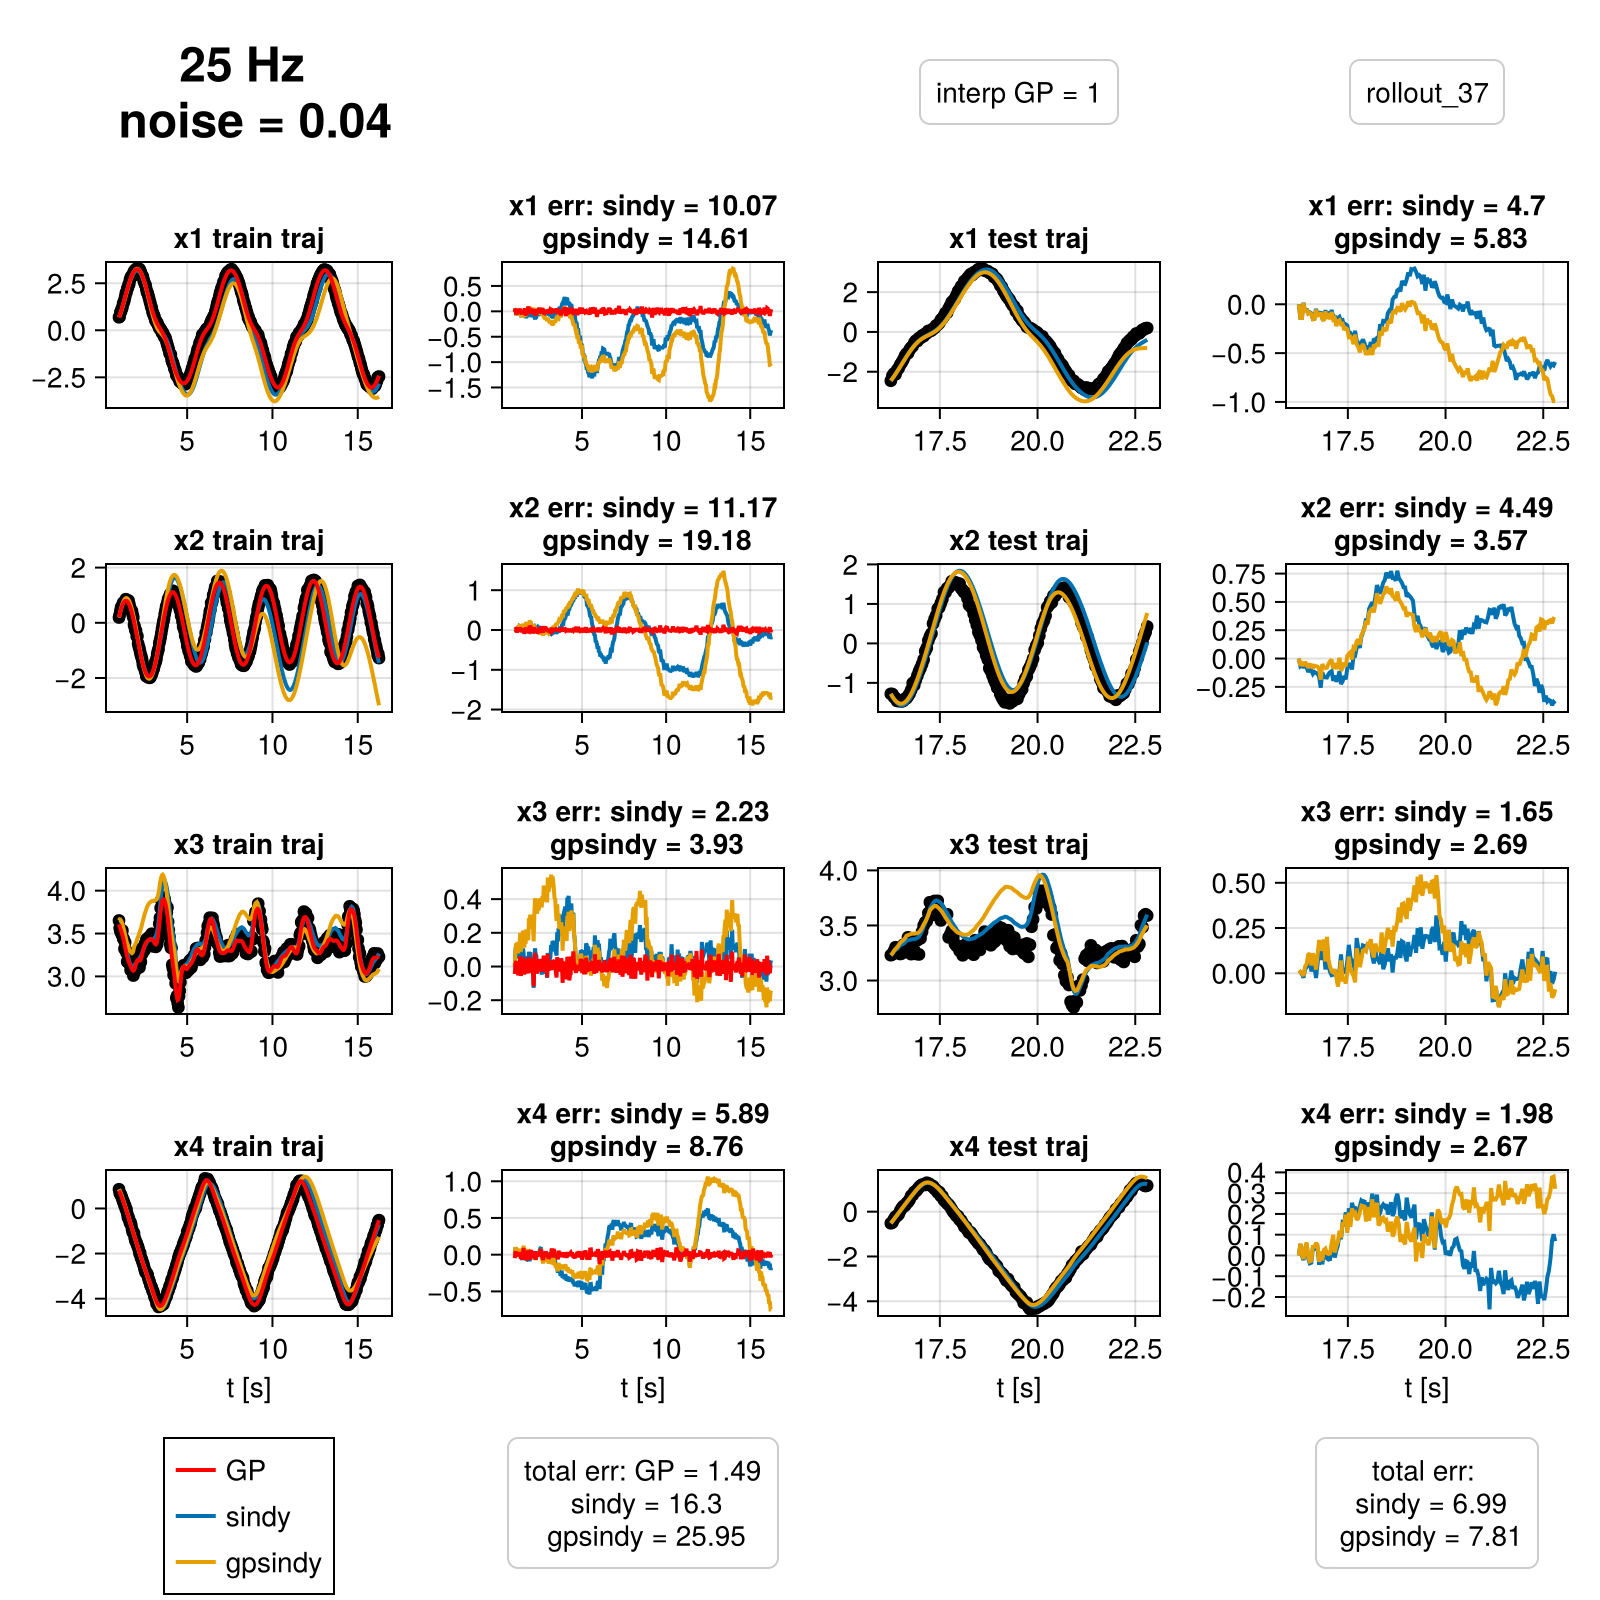 25 Hz
noise = 0.04
interp GP = 1
rollout_37
x1 train traj
2.5
0.0
−2.5
5 10 15
x1 err: sindy = 10.07
gpsindy = 14.61
0.5
0.0
−0.5
−1.0
−1.5
5 10 15
x1 test traj
2
0
−2
17.5 20.0 22.5
x1 err: sindy = 4.7
gpsindy = 5.83
0.0
−0.5
−1.0
17.5 20.0 22.5
x2 train traj
2
0
−2
5 10 15
x2 err: sindy = 11.17
gpsindy = 19.18
1
0
−1
−2
5 10 15
x2 test traj
2
1
0
−1
17.5 20.0 22.5
x2 err: sindy = 4.49
gpsindy = 3.57
0.75
0.50
0.25
0.00
−0.25
17.5 20.0 22.5
x3 train traj
4.0
3.5
3.0
5 10 15
x3 err: sindy = 2.23
gpsindy = 3.93
0.4
0.2
0.0
−0.2
5 10 15
x3 test traj
4.0
3.5
3.0
17.5 20.0 22.5
x3 err: sindy = 1.65
gpsindy = 2.69
0.50
0.25
0.00
17.5 20.0 22.5
x4 train traj
0
−2
−4
5 10 15
t [s]
x4 err: sindy = 5.89
gpsindy = 8.76
1.0
0.5
0.0
−0.5
5 10 15
t [s]
x4 test traj
0
−2
−4
17.5 20.0 22.5
t [s]
x4 err: sindy = 1.98
gpsindy = 2.67
0.4
0.3
0.2
0.1
0.0
−0.1
−0.2
17.5 20.0 22.5
t [s]
GP
sindy
gpsindy
total err: GP = 1.49
sindy = 16.3
gpsindy = 25.95
total err:
sindy = 6.99
gpsindy = 7.81